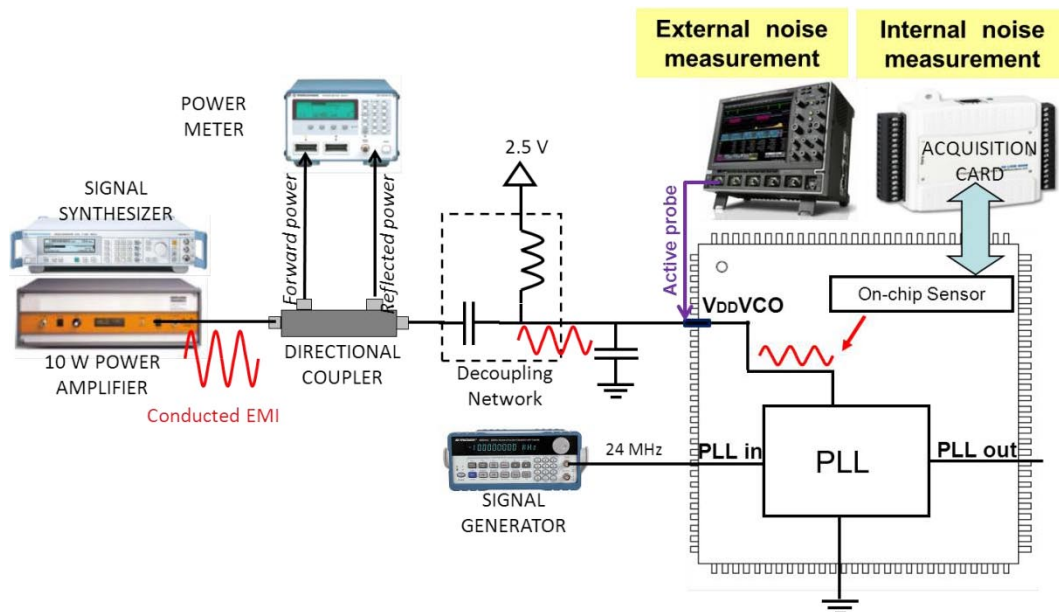 External noise
measurement
Internal noise
measurement
POWER
METER
2.5 V
ACQUISITION
CARD
SIGNAL
SYNTHESIZER
Forward power
Reflected power
Active probe
On-chip Sensor
VDDVCO
10 W POWER
AMPLIFIER
DIRECTIONAL
COUPLER
Decoupling
Network
Conducted EMI
24 MHz
PLL in
PLL
PLL out
SIGNAL
GENERATOR